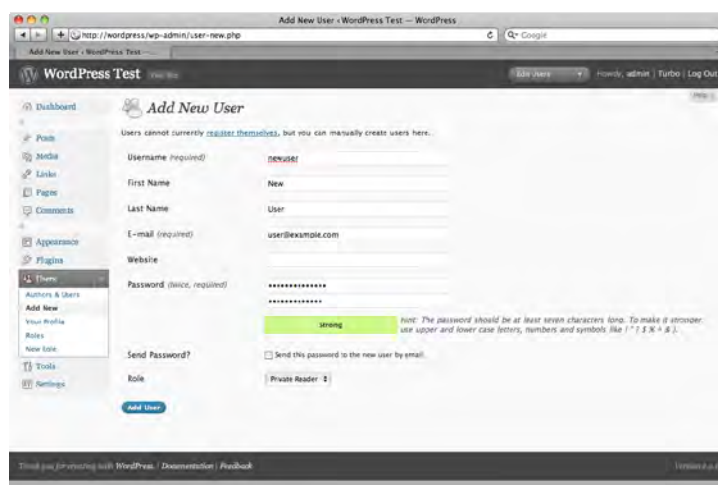 Add New User ‹ WordPress Test — WordPress
http://wordpress/wp-admin/user-new.php
Google
Add New User ‹ WordPress Test —
WordPress Test
Edit Users
Howdy, admin | Turbo | Log Out
Help
Dashboard
Posts
Media
Links
Pages
Comments
Appearance
Plugins
Users
Authors & Users
Add New
Your Profile
Roles
New Role
Tools
Settings
Add New User
Users cannot currently register themselves, but you can manually create users here.
Username (required)
newuser
First Name
New
Last Name
User
E-mail (required)
user@example.com
Website
Password (twice, required)
••••••••••••••
•••••••••••••
Strong
Hint: The password should be at least seven characters long. To make it stronger,
use upper and lower case letters, numbers and symbols like ! " ? $ % ^ & ).
Send Password?
Send this password to the new user by email.
Role
Private Reader
Add User
Thank you for creating with WordPress | Documentation | Feedback
Version